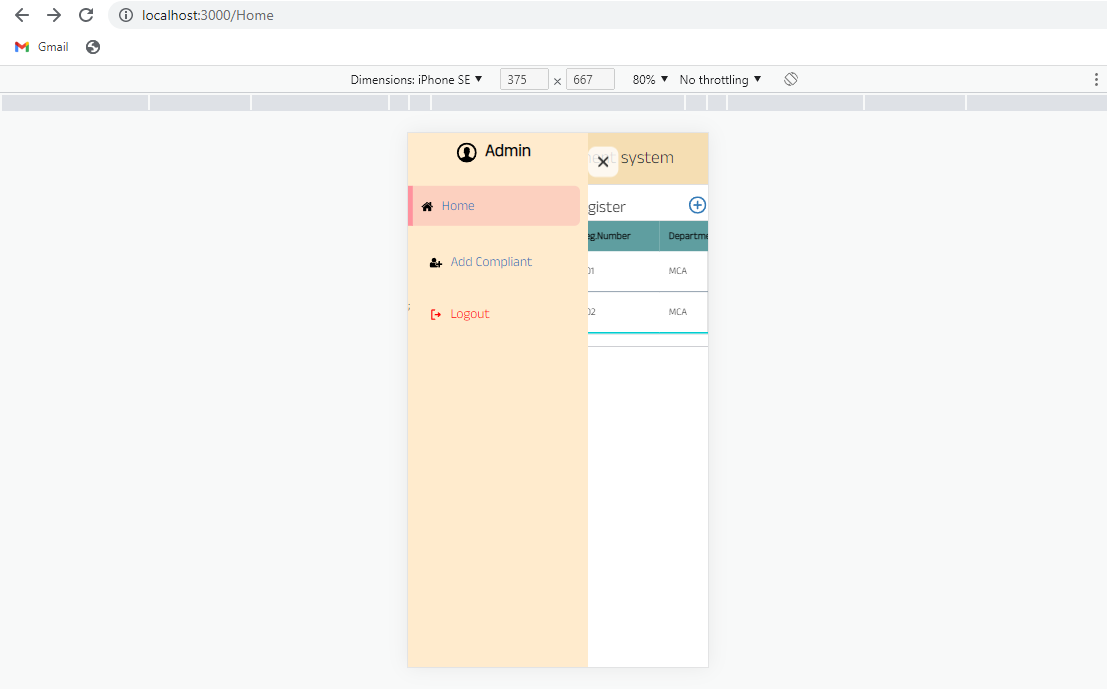 localhost:3000/Home
Gmail
Dimensions: iPhone SE 375 × 667 80% No throttling
Admin
system
Home
gister
eg.Number Departme
Add Compliant
01 MCA
02 MCA
;
Logout